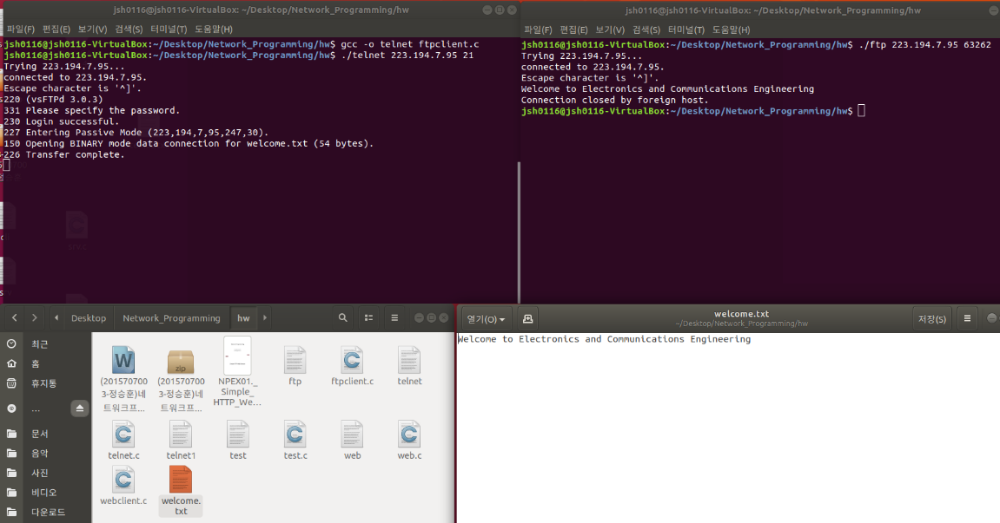 jsh0116@jsh0116-VirtualBox: ~/Desktop/Network_Programming/hw
파일(F) 편집(E) 보기(V) 검색(S) 터미널(T) 도움말(H)
jsh0116@jsh0116-VirtualBox:~/Desktop/Network_Programming/hw$ gcc -o telnet ftpclient.c
jsh0116@jsh0116-VirtualBox:~/Desktop/Network_Programming/hw$ ./telnet 223.194.7.95 21
Trying 223.194.7.95...
connected to 223.194.7.95.
Escape character is '^]'.
220 (vsFTPd 3.0.3)
331 Please specify the password.
230 Login successful.
227 Entering Passive Mode (223,194,7,95,247,30).
150 Opening BINARY mode data connection for welcome.txt (54 bytes).
226 Transfer complete.
jsh0116@jsh0116-VirtualBox: ~/Desktop/Network_Programming/hw
파일(F) 편집(E) 보기(V) 검색(S) 터미널(T) 도움말(H)
jsh0116@jsh0116-VirtualBox:~/Desktop/Network_Programming/hw$ ./ftp 223.194.7.95 63262
Trying 223.194.7.95...
connected to 223.194.7.95.
Escape character is '^]'.
Welcome to Electronics and Communications Engineering
Connection closed by foreign host.
jsh0116@jsh0116-VirtualBox:~/Desktop/Network_Programming/hw$
Desktop Network_Programming hw
최근
홈
휴지통
...
문서
음악
사진
비디오
다운로드
(201570700
3-정승훈)네
트워크프...
(201570700
3-정승훈)네
트워크프...
NPEX01._
Simple_
HTTP_We...
ftp
ftpclient.c
telnet
telnet.c
telnet1
test
test.c
web
web.c
webclient.c
welcome.
txt
열기(O)
welcome.txt
~/Desktop/Network_Programming/hw
저장(S)
Welcome to Electronics and Communications Engineering